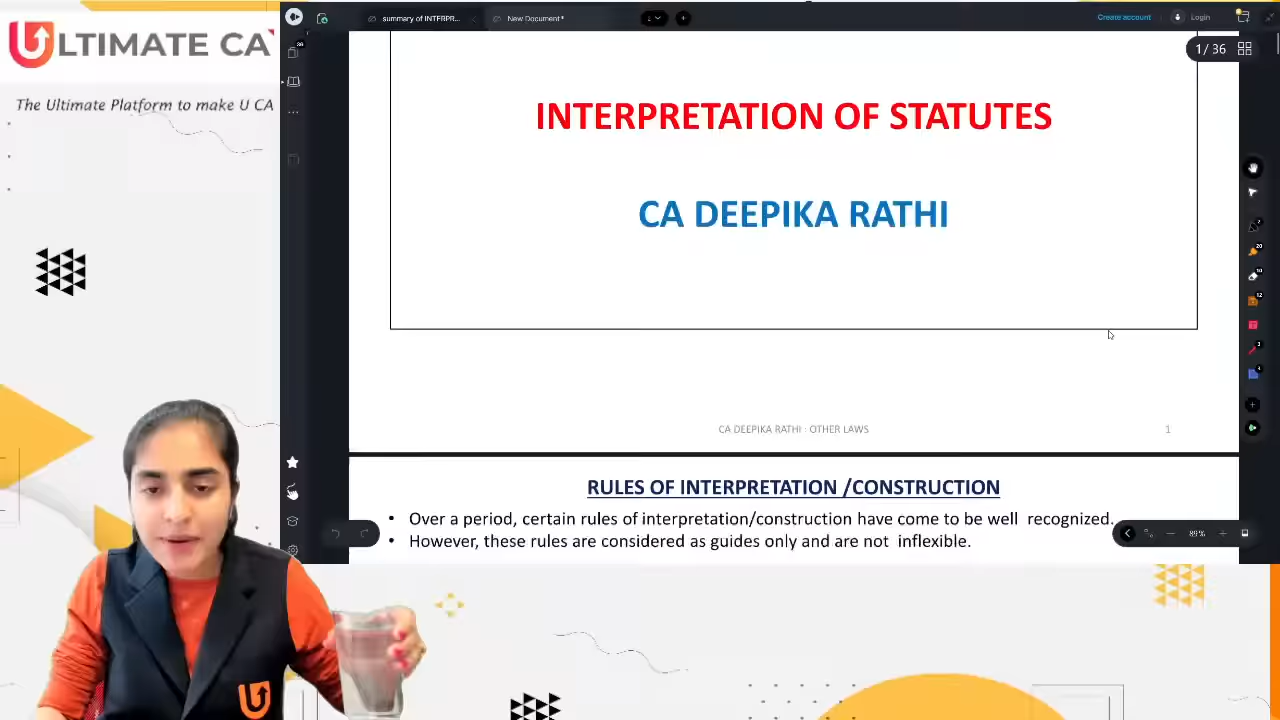 ULTIMATE CA
The Ultimate Platform to make U CA
summary of INTERPR...
New Document*
Create account
Login
1 / 36
INTERPRETATION OF STATUTES
CA DEEPIKA RATHI
CA DEEPIKA RATHI : OTHER LAWS
1
RULES OF INTERPRETATION /CONSTRUCTION
• Over a period, certain rules of interpretation/construction have come to be well recognized.
• However, these rules are considered as guides only and are not inflexible.
89%